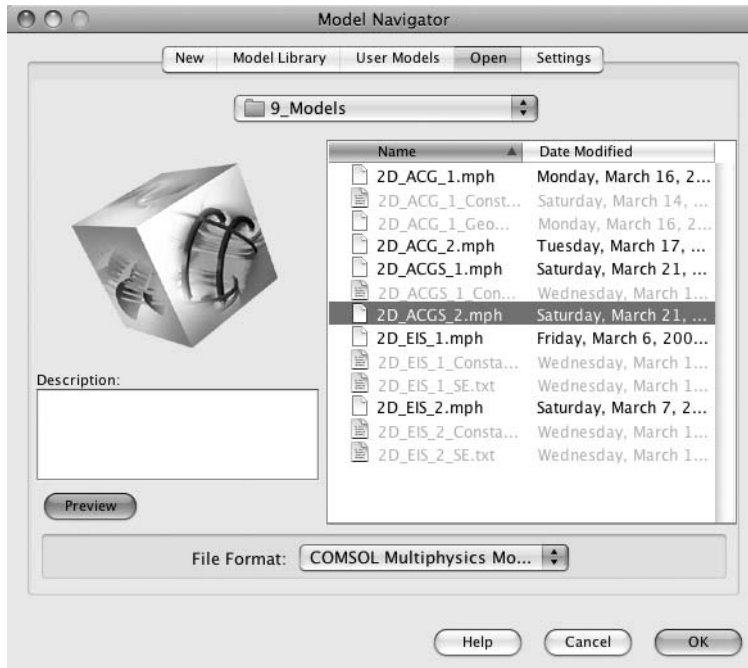 Model Navigator
New Model Library User Models Open Settings
9_Models
Name Date Modified
2D_ACG_1.mph Monday, March 16, 2...
2D_ACG_1_Const... Saturday, March 14, ...
2D_ACG_1_Geo... Monday, March 16, 2...
2D_ACG_2.mph Tuesday, March 17, ...
2D_ACGS_1.mph Saturday, March 21, ...
2D_ACGS_1_Con... Wednesday, March 1...
2D_ACGS_2.mph Saturday, March 21, ...
2D_EIS_1.mph Friday, March 6, 200...
2D_EIS_1_Consta... Wednesday, March 1...
2D_EIS_1_SE.txt Wednesday, March 1...
2D_EIS_2.mph Saturday, March 7, 2...
2D_EIS_2_Consta... Wednesday, March 1...
2D_EIS_2_SE.txt Wednesday, March 1...
Description:
Preview
File Format: COMSOL Multiphysics Mo...
Help Cancel OK